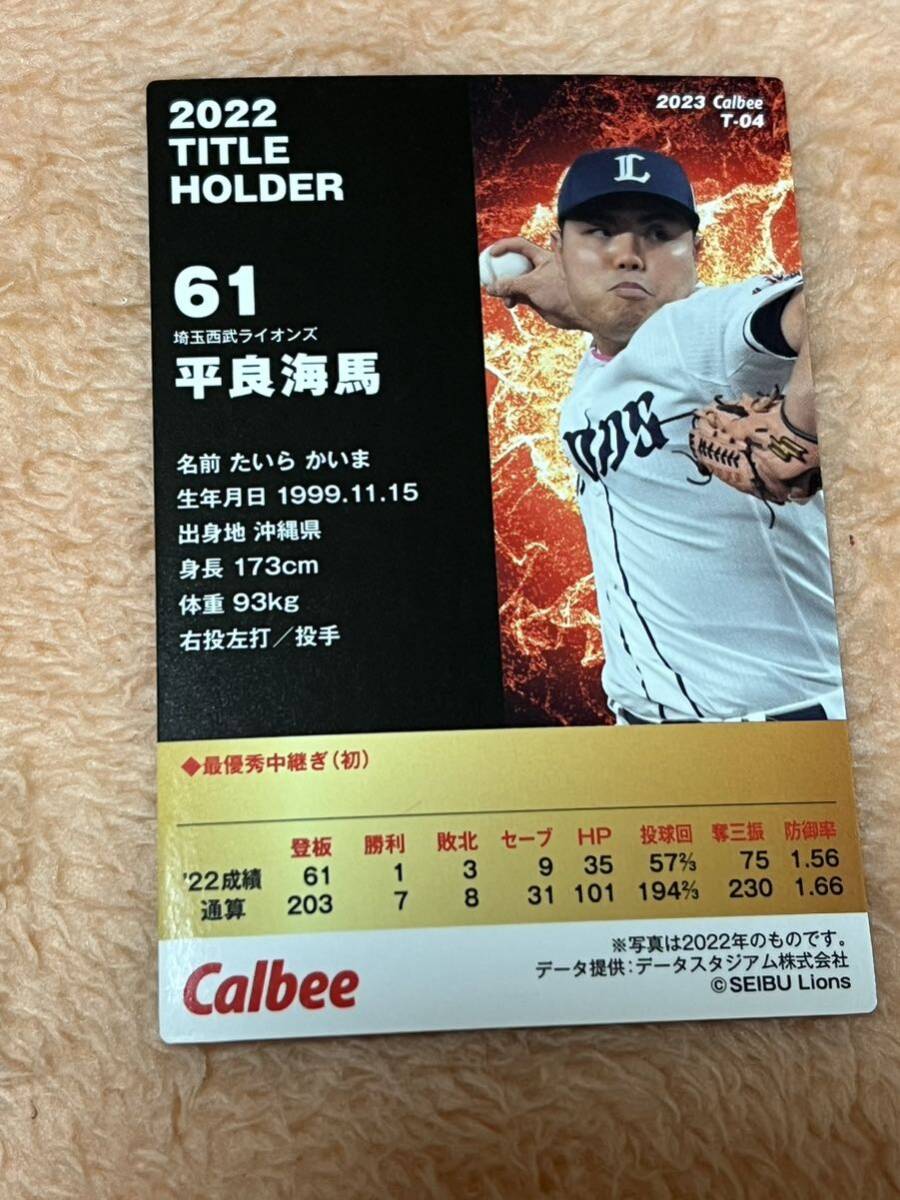 2022
TITLE
HOLDER
2023 Calbee
T-04
61
埼玉西武ライオンズ
平良海馬
名前 たいら かいま
生年月日 1999.11.15
出身地 沖縄県
身長 173cm
体重 93kg
右投左打／投手
◆最優秀中継ぎ(初)
登板 勝利 敗北 セーブ HP 投球回 奪三振 防御率
'22成績 61 1 3 9 35 57⅔ 75 1.56
通算 203 7 8 31 101 194⅔ 230 1.66
※写真は2022年のものです。
データ提供:データスタジアム株式会社
©SEIBU Lions
Calbee